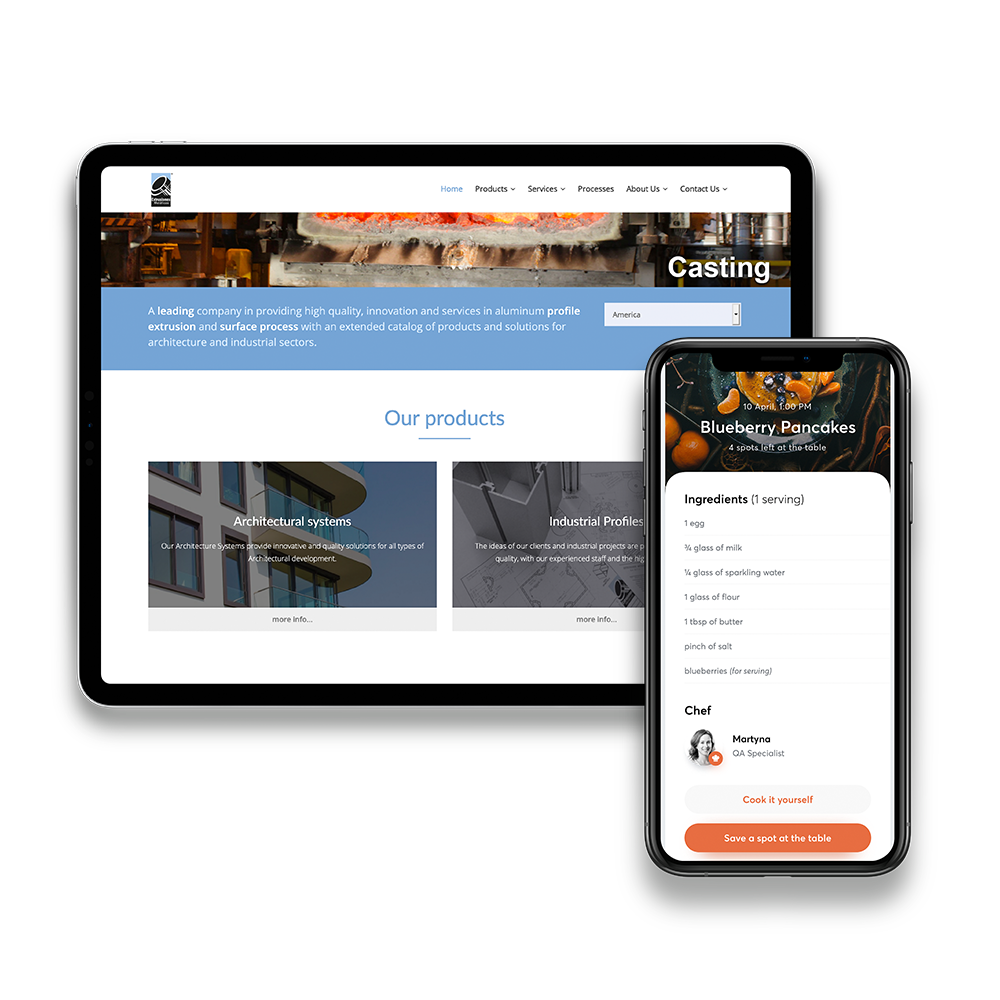 Home Products Services Processes About Us Contact Us
Extrusiones
Casting
A leading company in providing high quality, innovation and services in aluminum profile
extrusion and surface process with an extended catalog of products and solutions for
architecture and industrial sectors.
America
Our products
Architectural systems
Our Architecture Systems provide innovative and quality solutions for all types of
Architectural development.
more info...
Industrial Profiles
The ideas of our clients and industrial projects are
quality, with our experienced staff and the
more info...
10 April, 1:00 PM
Blueberry Pancakes
4 spots left at the table
Ingredients (1 serving)
1 egg
¾ glass of milk
¼ glass of sparkling water
1 glass of flour
1 tbsp of butter
pinch of salt
blueberries (for serving)
Chef
Martyna
QA Specialist
Cook it yourself
Save a spot at the table